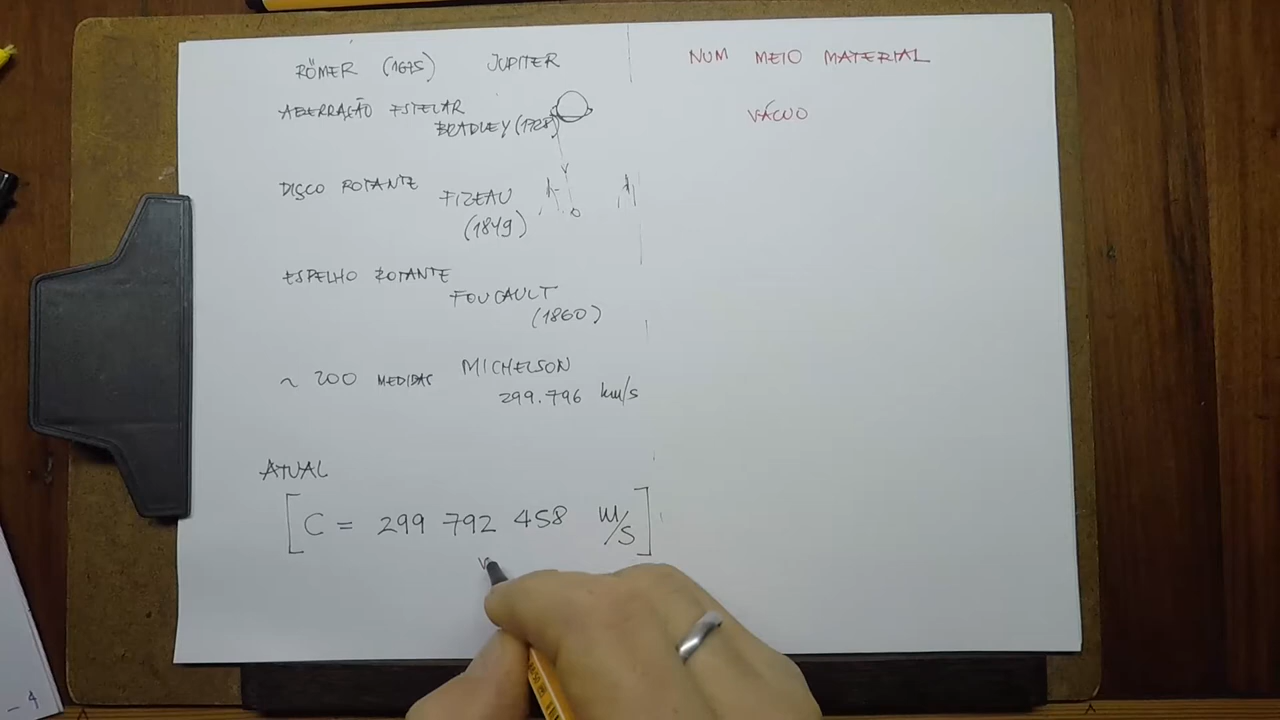 RÖMER (1675) JUPITER
ABERRAÇÃO ESTELAR
BRADLEY (1728)
DISCO ROTANTE
FIZEAU
(1849)
ESPELHO ROTANTE
FOUCAULT
(1860)
~ 200 MEDIDAS MICHELSON
299.796 km/s
ATUAL
[C = 299 792 458 m/s]
NUM MEIO MATERIAL
VÁCUO
- 4